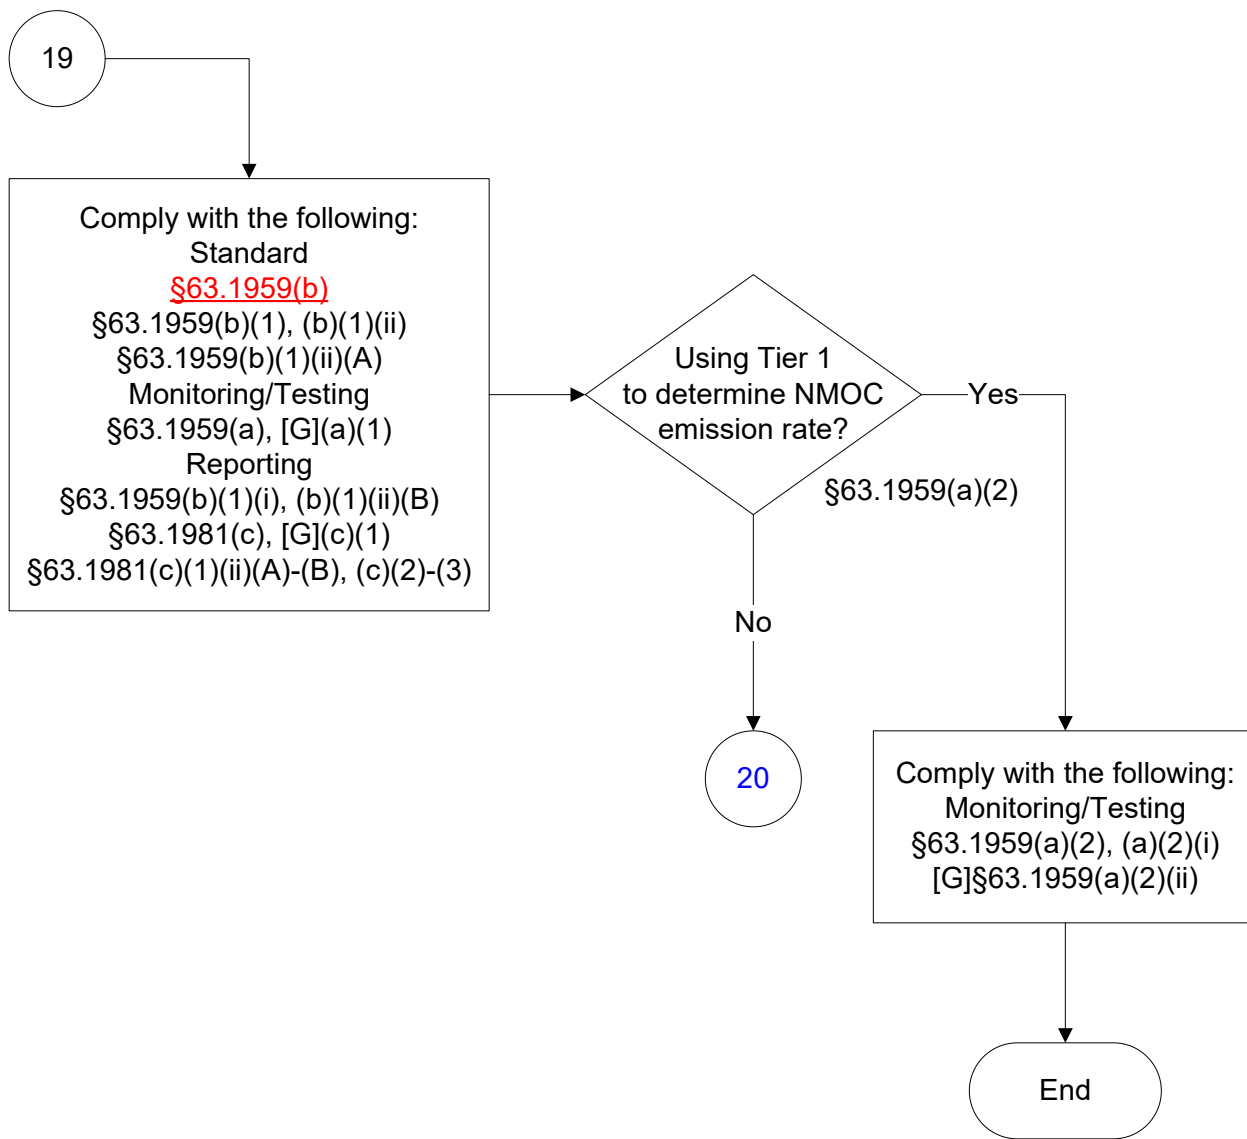 19
Comply with the following:
Standard
§63.1959(b)
§63.1959(b)(1), (b)(1)(ii)
§63.1959(b)(1)(ii)(A)
Monitoring/Testing
§63.1959(a), [G](a)(1)
Reporting
§63.1959(b)(1)(i), (b)(1)(ii)(B)
§63.1981(c), [G](c)(1)
§63.1981(c)(1)(ii)(A)-(B), (c)(2)-(3)
Using Tier 1
to determine NMOC
emission rate?
Yes
§63.1959(a)(2)
No
20
Comply with the following:
Monitoring/Testing
§63.1959(a)(2), (a)(2)(i)
[G]§63.1959(a)(2)(ii)
End